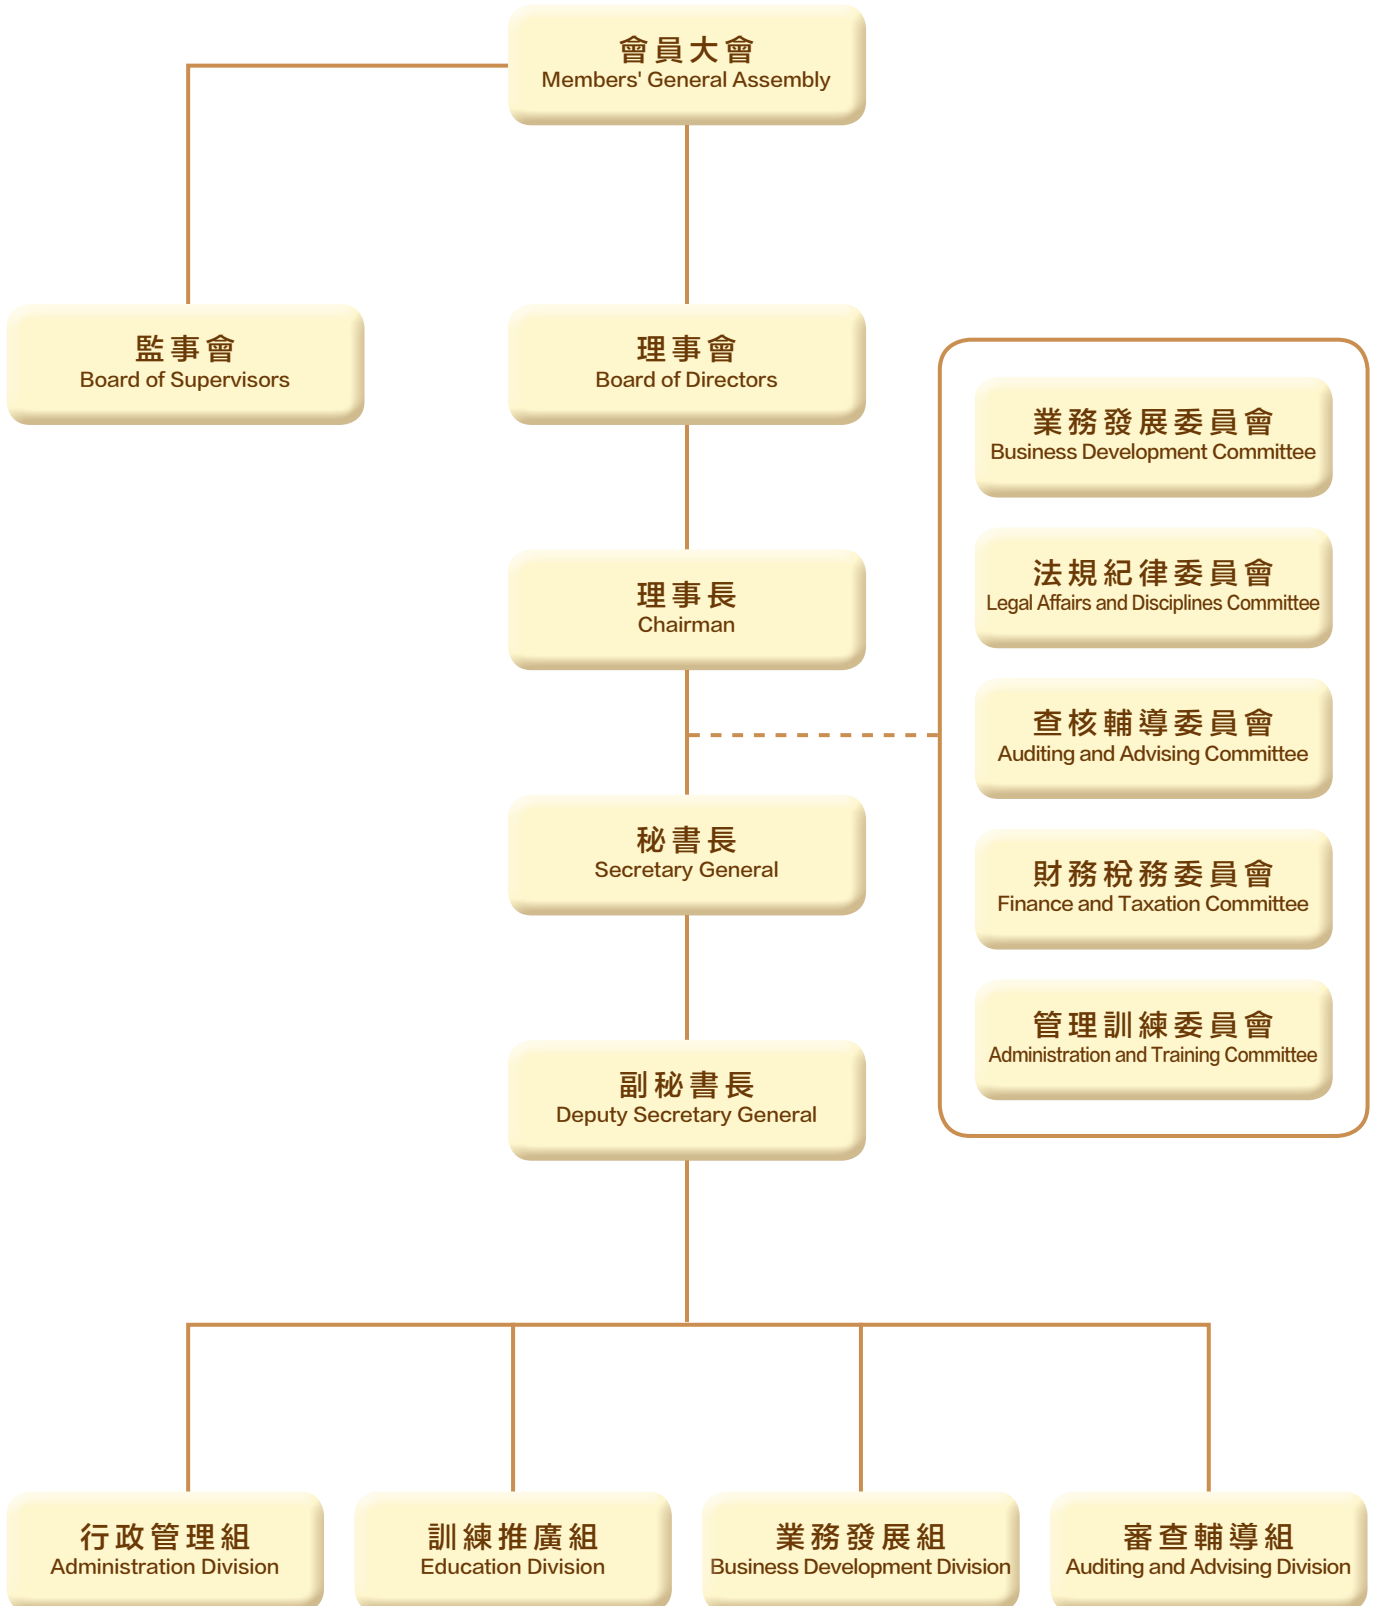 會員大會
Members' General Assembly
監事會
Board of Supervisors
理事會
Board of Directors
理事長
Chairman
秘書長
Secretary General
副秘書長
Deputy Secretary General
業務發展委員會
Business Development Committee
法規紀律委員會
Legal Affairs and Disciplines Committee
查核輔導委員會
Auditing and Advising Committee
財務稅務委員會
Finance and Taxation Committee
管理訓練委員會
Administration and Training Committee
行政管理組
Administration Division
訓練推廣組
Education Division
業務發展組
Business Development Division
審查輔導組
Auditing and Advising Division